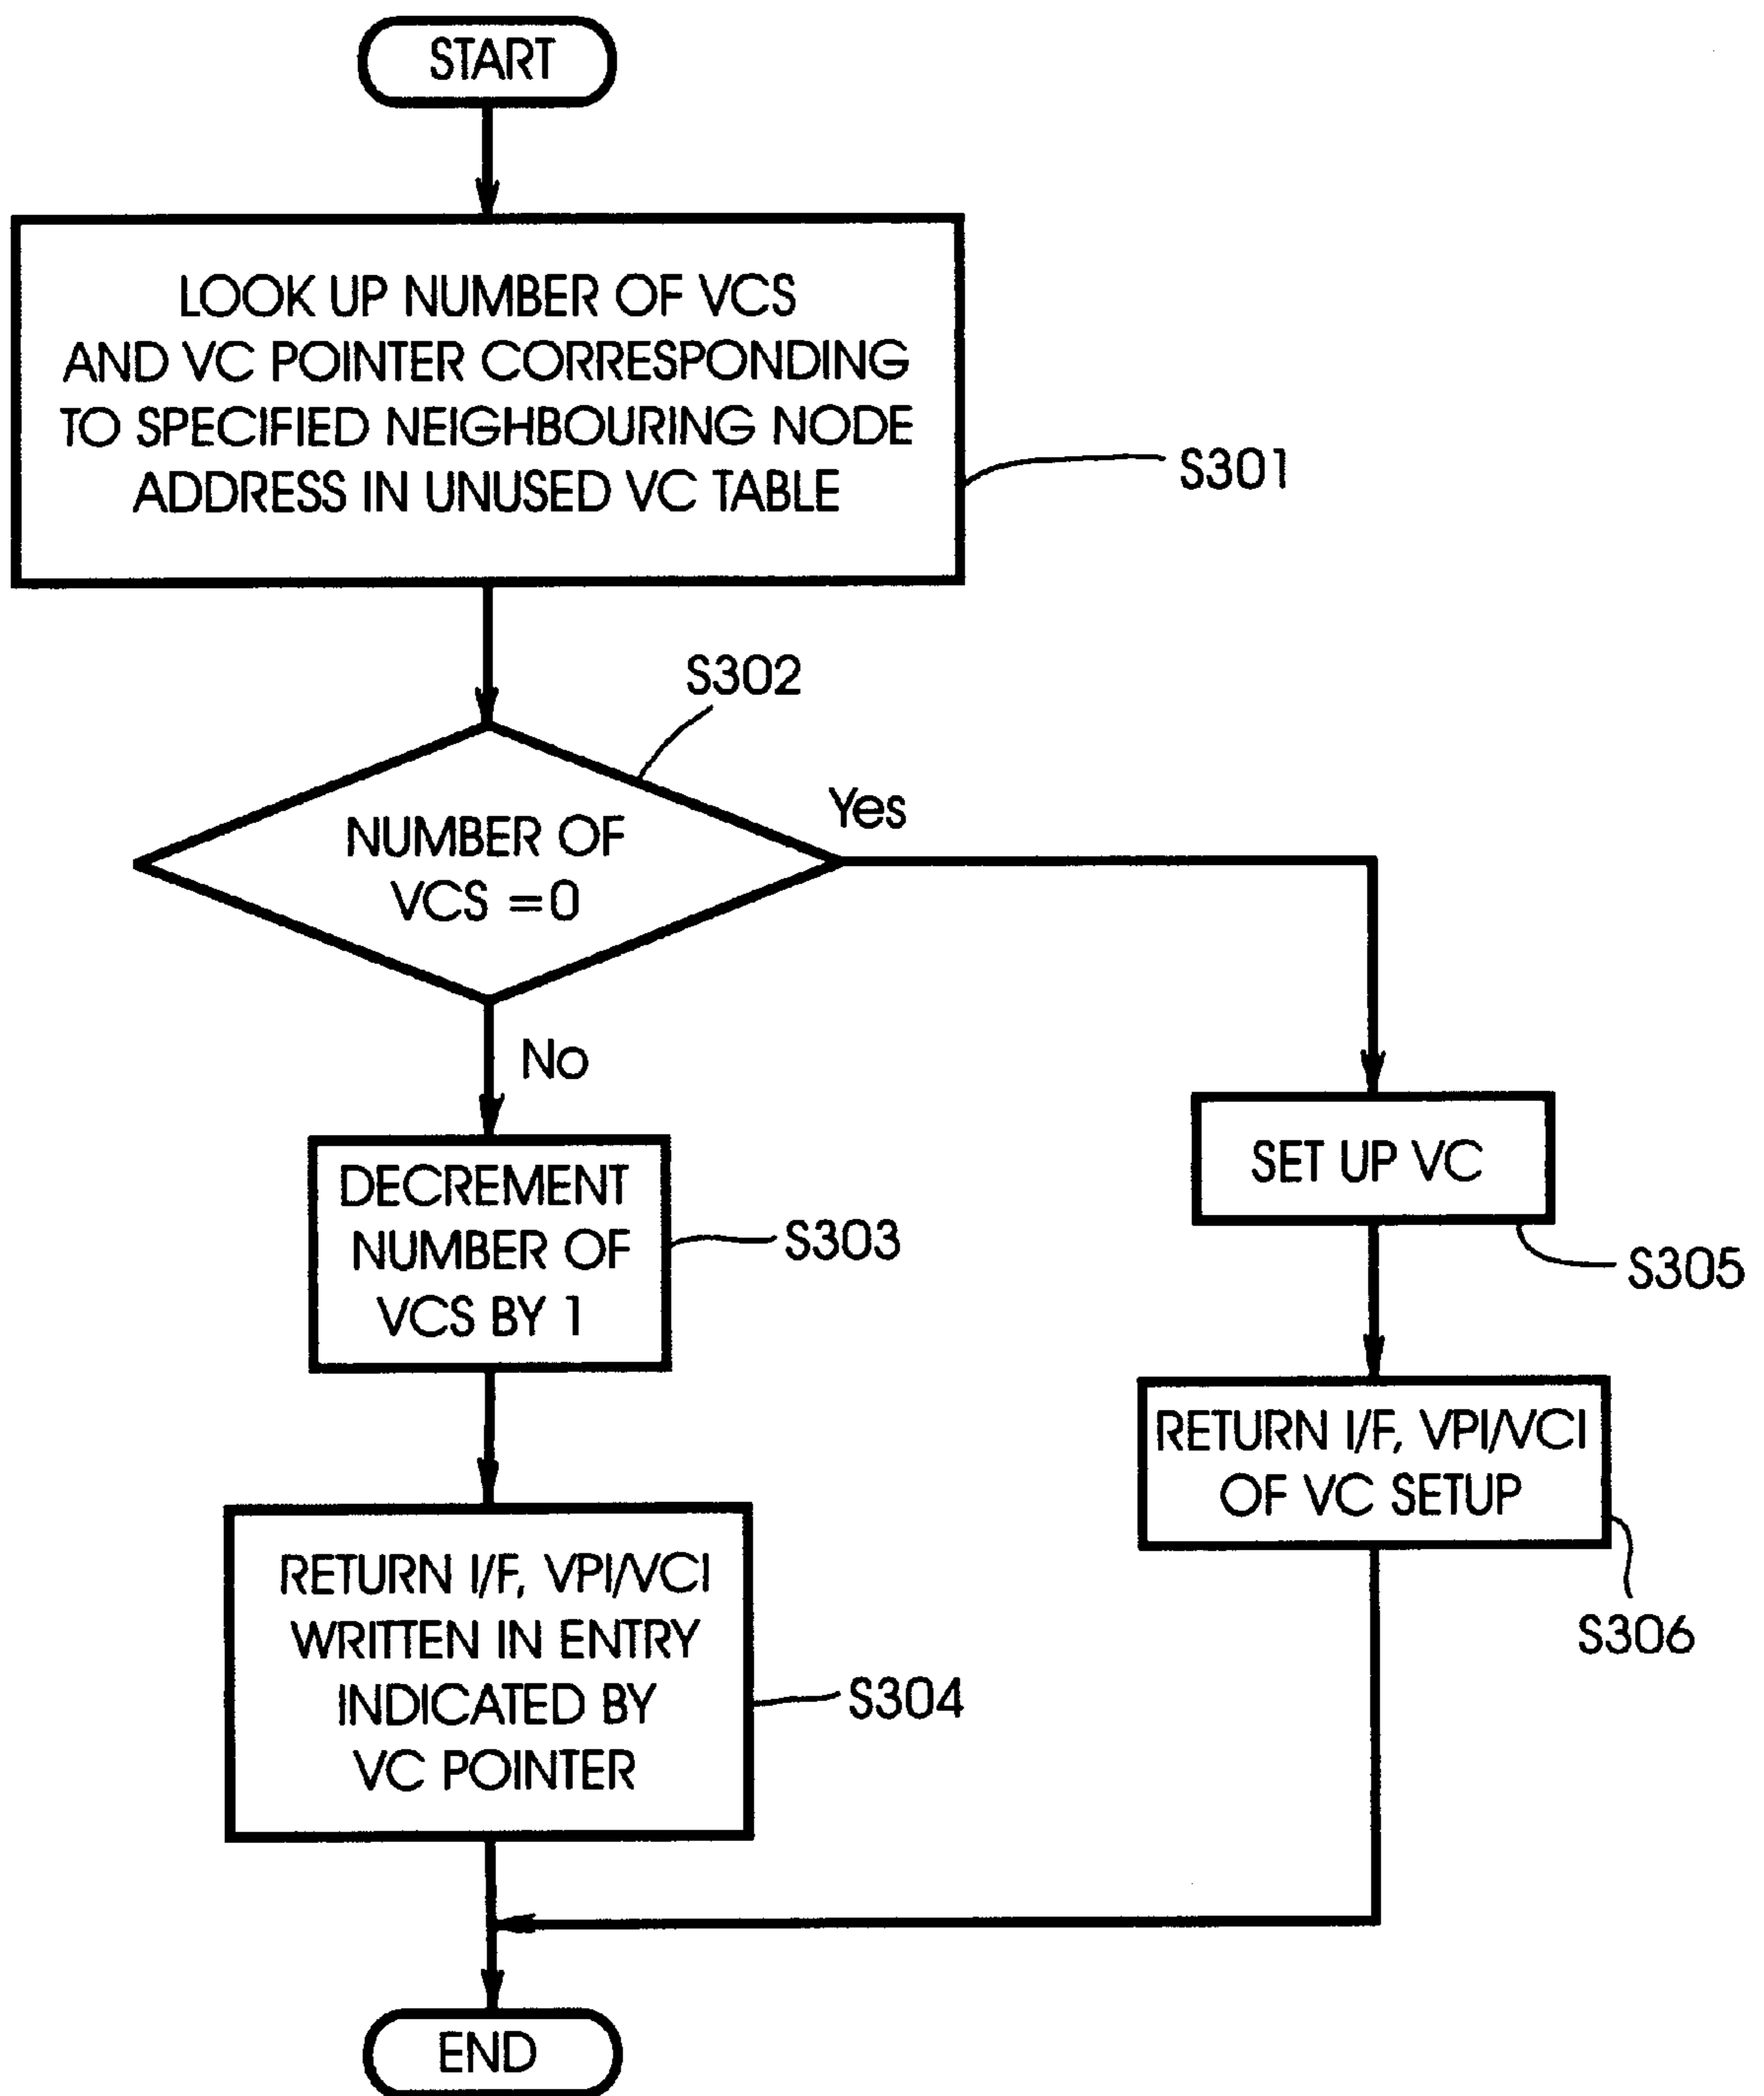 START
LOOK UP NUMBER OF VCS
AND VC POINTER CORRESPONDING
TO SPECIFIED NEIGHBOURING NODE
ADDRESS IN UNUSED VC TABLE
S301
S302
NUMBER OF
VCS =0
Yes
No
DECREMENT
NUMBER OF
VCS BY 1
S303
SET UP VC
S305
RETURN I/F, VPI/VCI
OF VC SETUP
S306
RETURN I/F, VPI/VCI
WRITTEN IN ENTRY
INDICATED BY
VC POINTER
S304
END